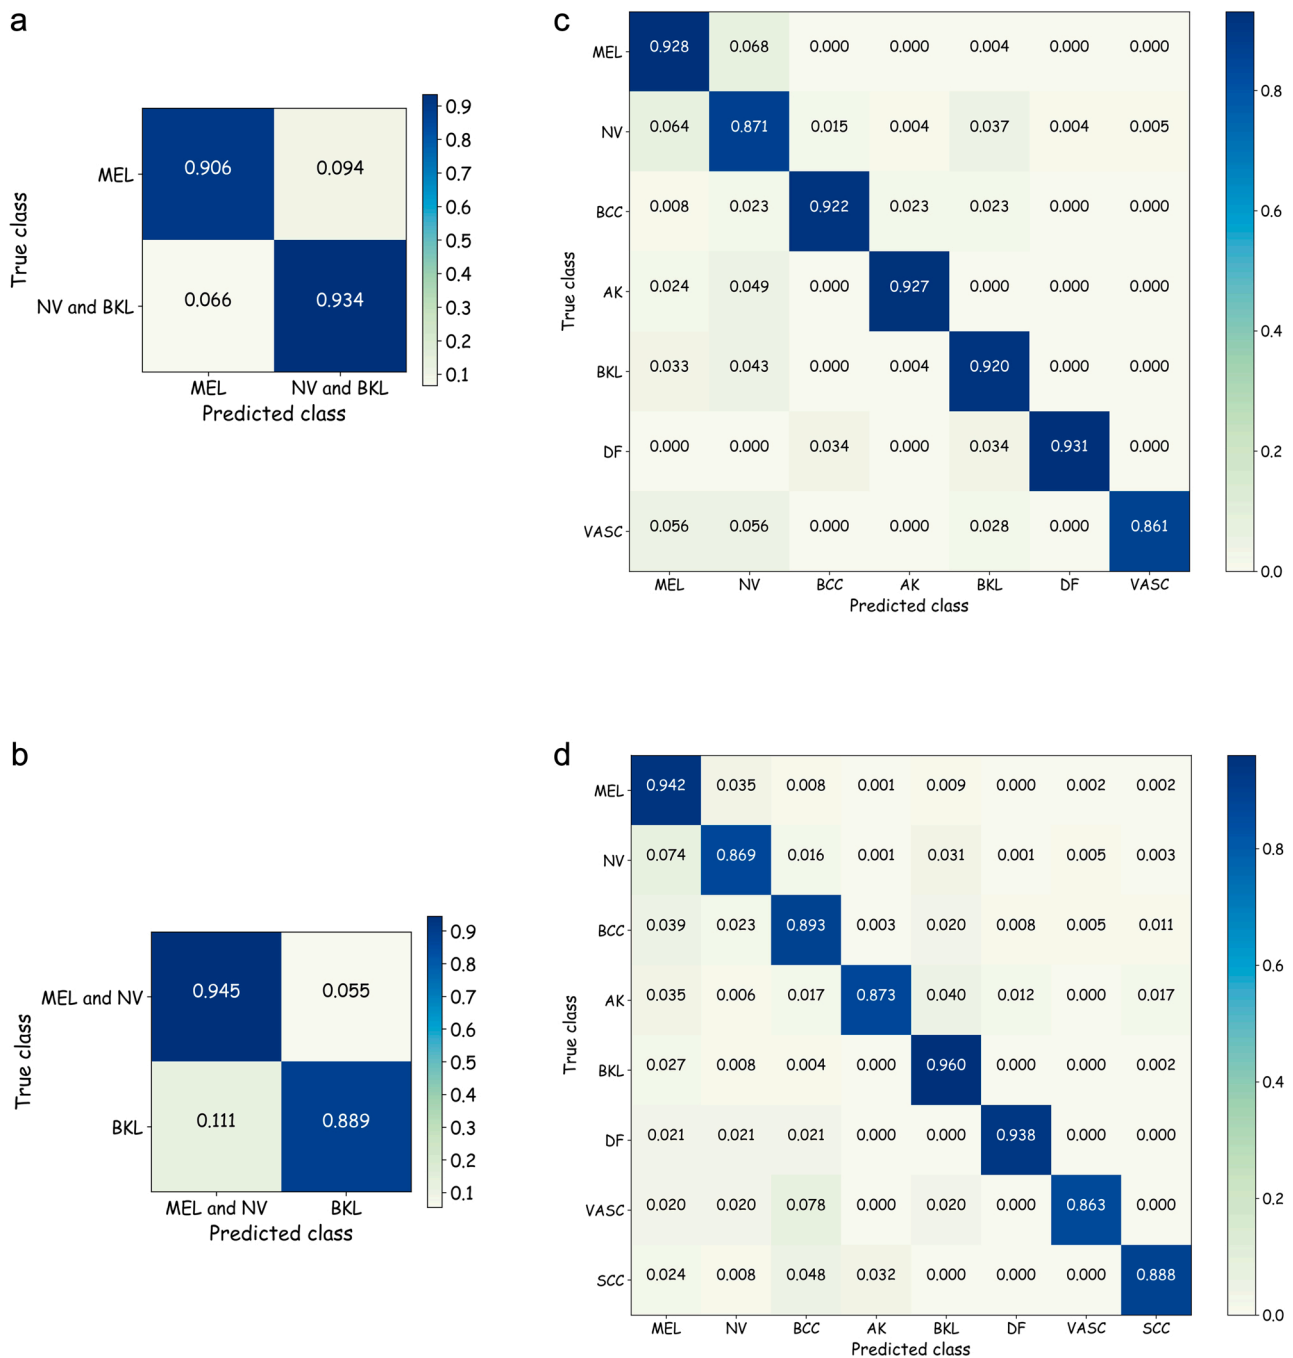 a
MEL 0.906 0.094
NV and BKL 0.066 0.934
MEL NV and BKL
Predicted class
True class
0.9
0.8
0.7
0.6
0.5
0.4
0.3
0.2
0.1
c
MEL 0.928 0.068 0.000 0.000 0.004 0.000 0.000
NV 0.064 0.871 0.015 0.004 0.037 0.004 0.005
BCC 0.008 0.023 0.922 0.023 0.023 0.000 0.000
AK 0.024 0.049 0.000 0.927 0.000 0.000 0.000
BKL 0.033 0.043 0.000 0.004 0.920 0.000 0.000
DF 0.000 0.000 0.034 0.000 0.034 0.931 0.000
VASC 0.056 0.056 0.000 0.000 0.028 0.000 0.861
MEL NV BCC AK BKL DF VASC
Predicted class
True class
0.8
0.6
0.4
0.2
0.0
b
MEL and NV 0.945 0.055
BKL 0.111 0.889
MEL and NV BKL
Predicted class
True class
0.9
0.8
0.7
0.6
0.5
0.4
0.3
0.2
0.1
d
MEL 0.942 0.035 0.008 0.001 0.009 0.000 0.002 0.002
NV 0.074 0.869 0.016 0.001 0.031 0.001 0.005 0.003
BCC 0.039 0.023 0.893 0.003 0.020 0.008 0.005 0.011
AK 0.035 0.006 0.017 0.873 0.040 0.012 0.000 0.017
BKL 0.027 0.008 0.004 0.000 0.960 0.000 0.000 0.002
DF 0.021 0.021 0.021 0.000 0.000 0.938 0.000 0.000
VASC 0.020 0.020 0.078 0.000 0.020 0.000 0.863 0.000
SCC 0.024 0.008 0.048 0.032 0.000 0.000 0.000 0.888
MEL NV BCC AK BKL DF VASC SCC
Predicted class
True class
0.8
0.6
0.4
0.2
0.0